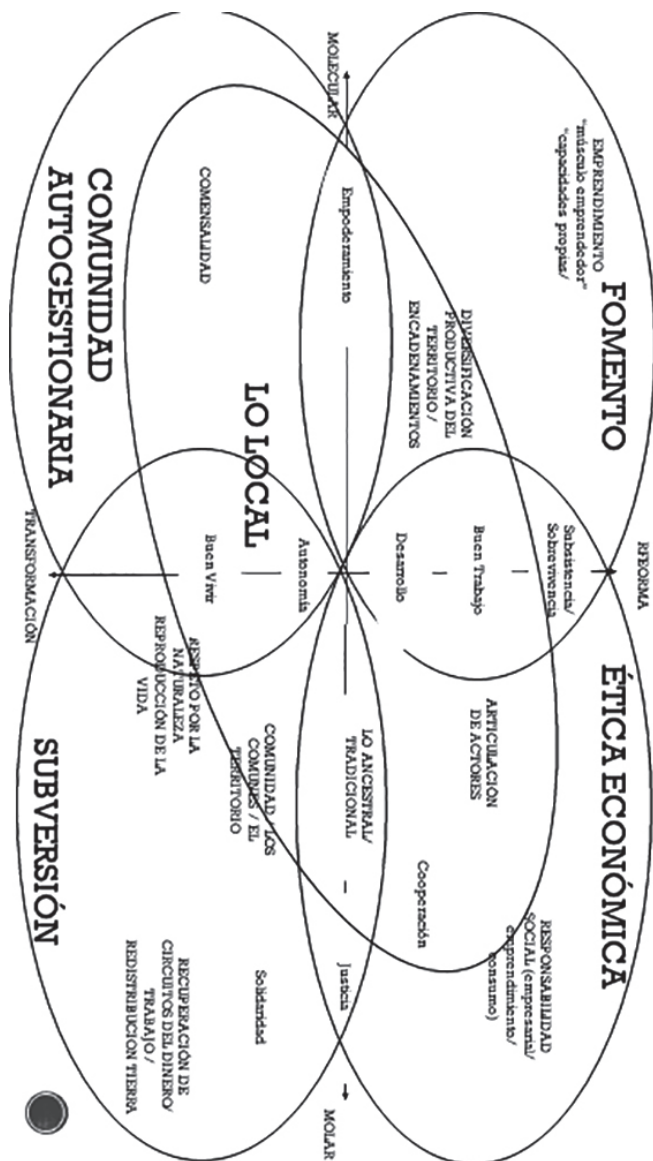 FOMENTO
EMPRENDIMIENTO
"músculo emprendedor"
"capacidades propias/
DIVERSIFICACIÓN
PRODUCTIVA DEL
TERRITORIO /
ENCADENAMIENTOS
MOLECULAR
Empoderamiento
COMENSALIDAD
COMUNIDAD
AUTOGESTIONARIA
LO LOCAL
RFEORMA
Subsistencia/
Sobrevivencia
Buen Trabajo
Desarrollo
Autonomía
Buen Vivir
TRANSFORMACIÓN
ÉTICA ECONÓMICA
ARTICULACIÓN
DE ACTORES
RESPONSABILIDAD
SOCIAL (empresarial/
emprendimiento/
consumo)
Cooperación
LO ANCESTRAL/
TRADICIONAL
Justicia
MOLAR
COMUNIDAD / LOS
COMUNES / EL
TERRITORIO
RESPETO POR LA
NATURALEZA
REPRODUCCIÓN DE LA
VIDA
Solidaridad
RECUPERACIÓN DE
CIRCUITOS DEL DINERO/
TRABAJO /
REDISTRIBUCION TIERRA
SUBVERSIÓN